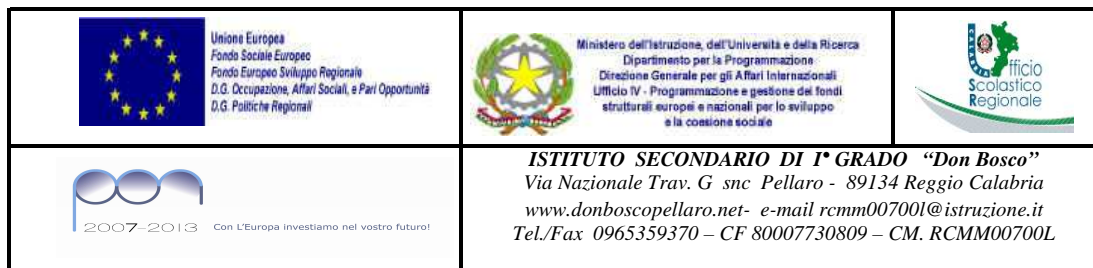 Unione Europea
Fondo Sociale Europeo
Fondo Europeo Sviluppo Regionale
D.G. Occupazione, Affari Sociali, e Pari Opportunità
D.G. Politiche Regionali
Ministero dell'Istruzione, dell'Università e della Ricerca
Dipartimento per la Programmazione
Direzione Generale per gli Affari Internazionali
Ufficio IV - Programmazione e gestione dei fondi
strutturali europei e nazionali per lo sviluppo
e la coesione sociale
CALABRIA
Ufficio
Scolastico
Regionale
pon
2007-2013 Con L'Europa investiamo nel vostro futuro!
ISTITUTO SECONDARIO DI I° GRADO “Don Bosco”
Via Nazionale Trav. G snc Pellaro - 89134 Reggio Calabria
www.donboscopellaro.net- e-mail rcmm00700l@istruzione.it
Tel./Fax 0965359370 – CF 80007730809 – CM. RCMM00700L